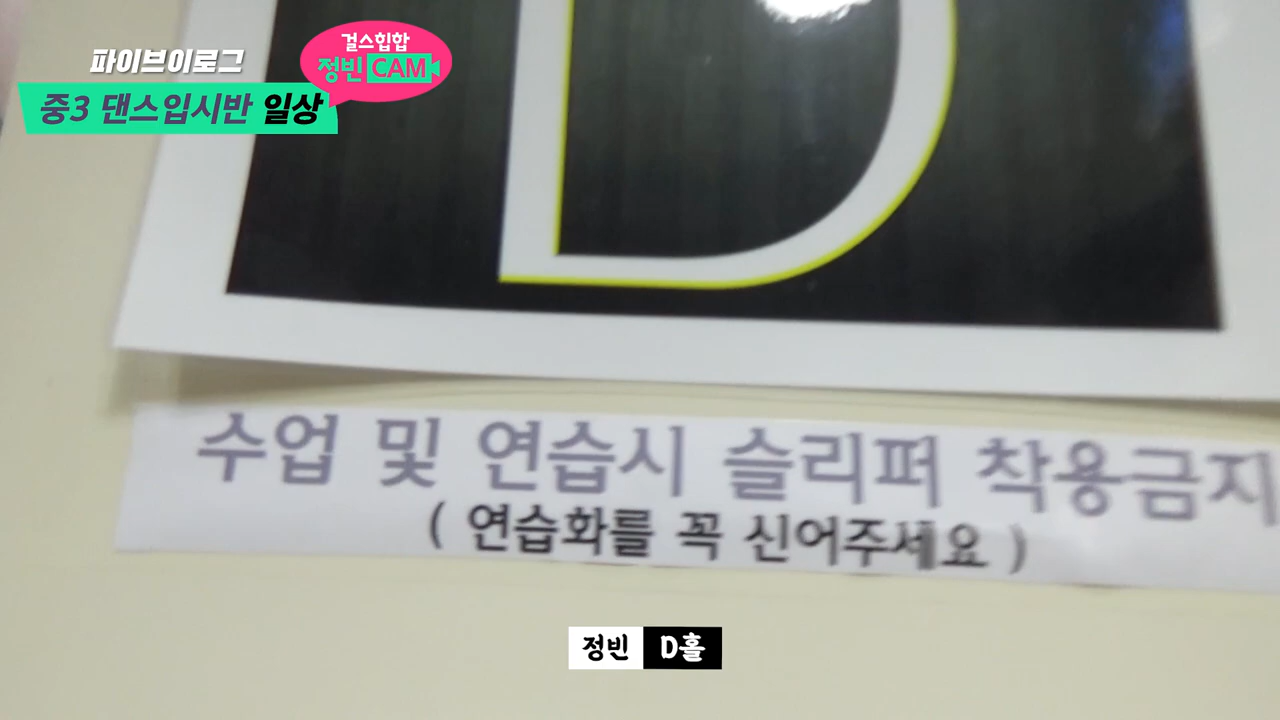 파이브이로그
중3 댄스입시반 일상
걸스힙합
정빈 CAM
D
수업 및 연습시 슬리퍼 착용금지
( 연습화를 꼭 신어주세요 )
정빈 D홀